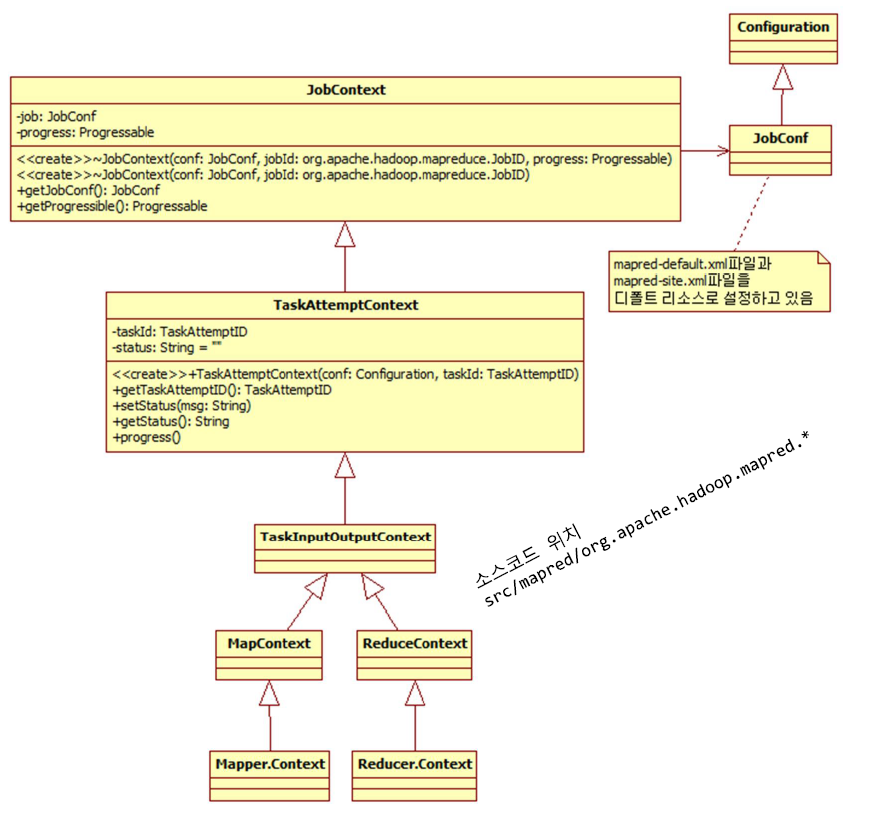 Configuration
JobContext
-job: JobConf
-progress: Progressable
<<create>>~JobContext(conf: JobConf, jobId: org.apache.hadoop.mapreduce.JobID, progress: Progressable)
<<create>>~JobContext(conf: JobConf, jobId: org.apache.hadoop.mapreduce.JobID)
+getJobConf(): JobConf
+getProgressible(): Progressable
JobConf
mapred-default.xml파일과
mapred-site.xml파일을
디폴트 리소스로 설정하고 있음
TaskAttemptContext
-taskId: TaskAttemptID
-status: String = ""
<<create>>+TaskAttemptContext(conf: Configuration, taskId: TaskAttemptID)
+getTaskAttemptID(): TaskAttemptID
+setStatus(msg: String)
+getStatus(): String
+progress()
TaskInputOutputContext
소스코드 위치
src/mapred/org.apache.hadoop.mapred.*
MapContext
ReduceContext
Mapper.Context
Reducer.Context